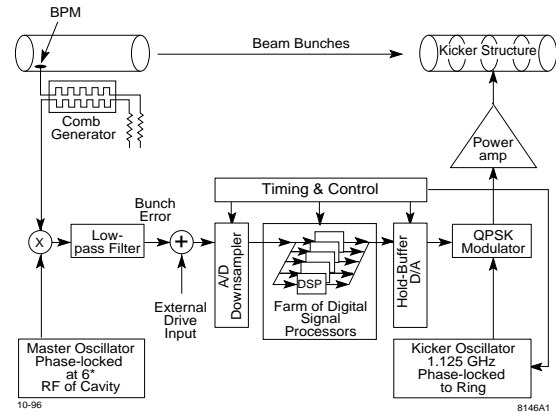 BPM
Beam Bunches
Kicker Structure
Comb
Generator
Power
amp
Timing & Control
Bunch
Error
X
Low-
pass Filter
+
A/D
Downsampler
DSP
Farm of Digital
Signal
Processors
Hold-Buffer
D/A
QPSK
Modulator
External
Drive
Input
Master Oscillator
Phase-locked
at 6*
RF of Cavity
Kicker Oscillator
1.125 GHz
Phase-locked
to Ring
10-96
8146A1